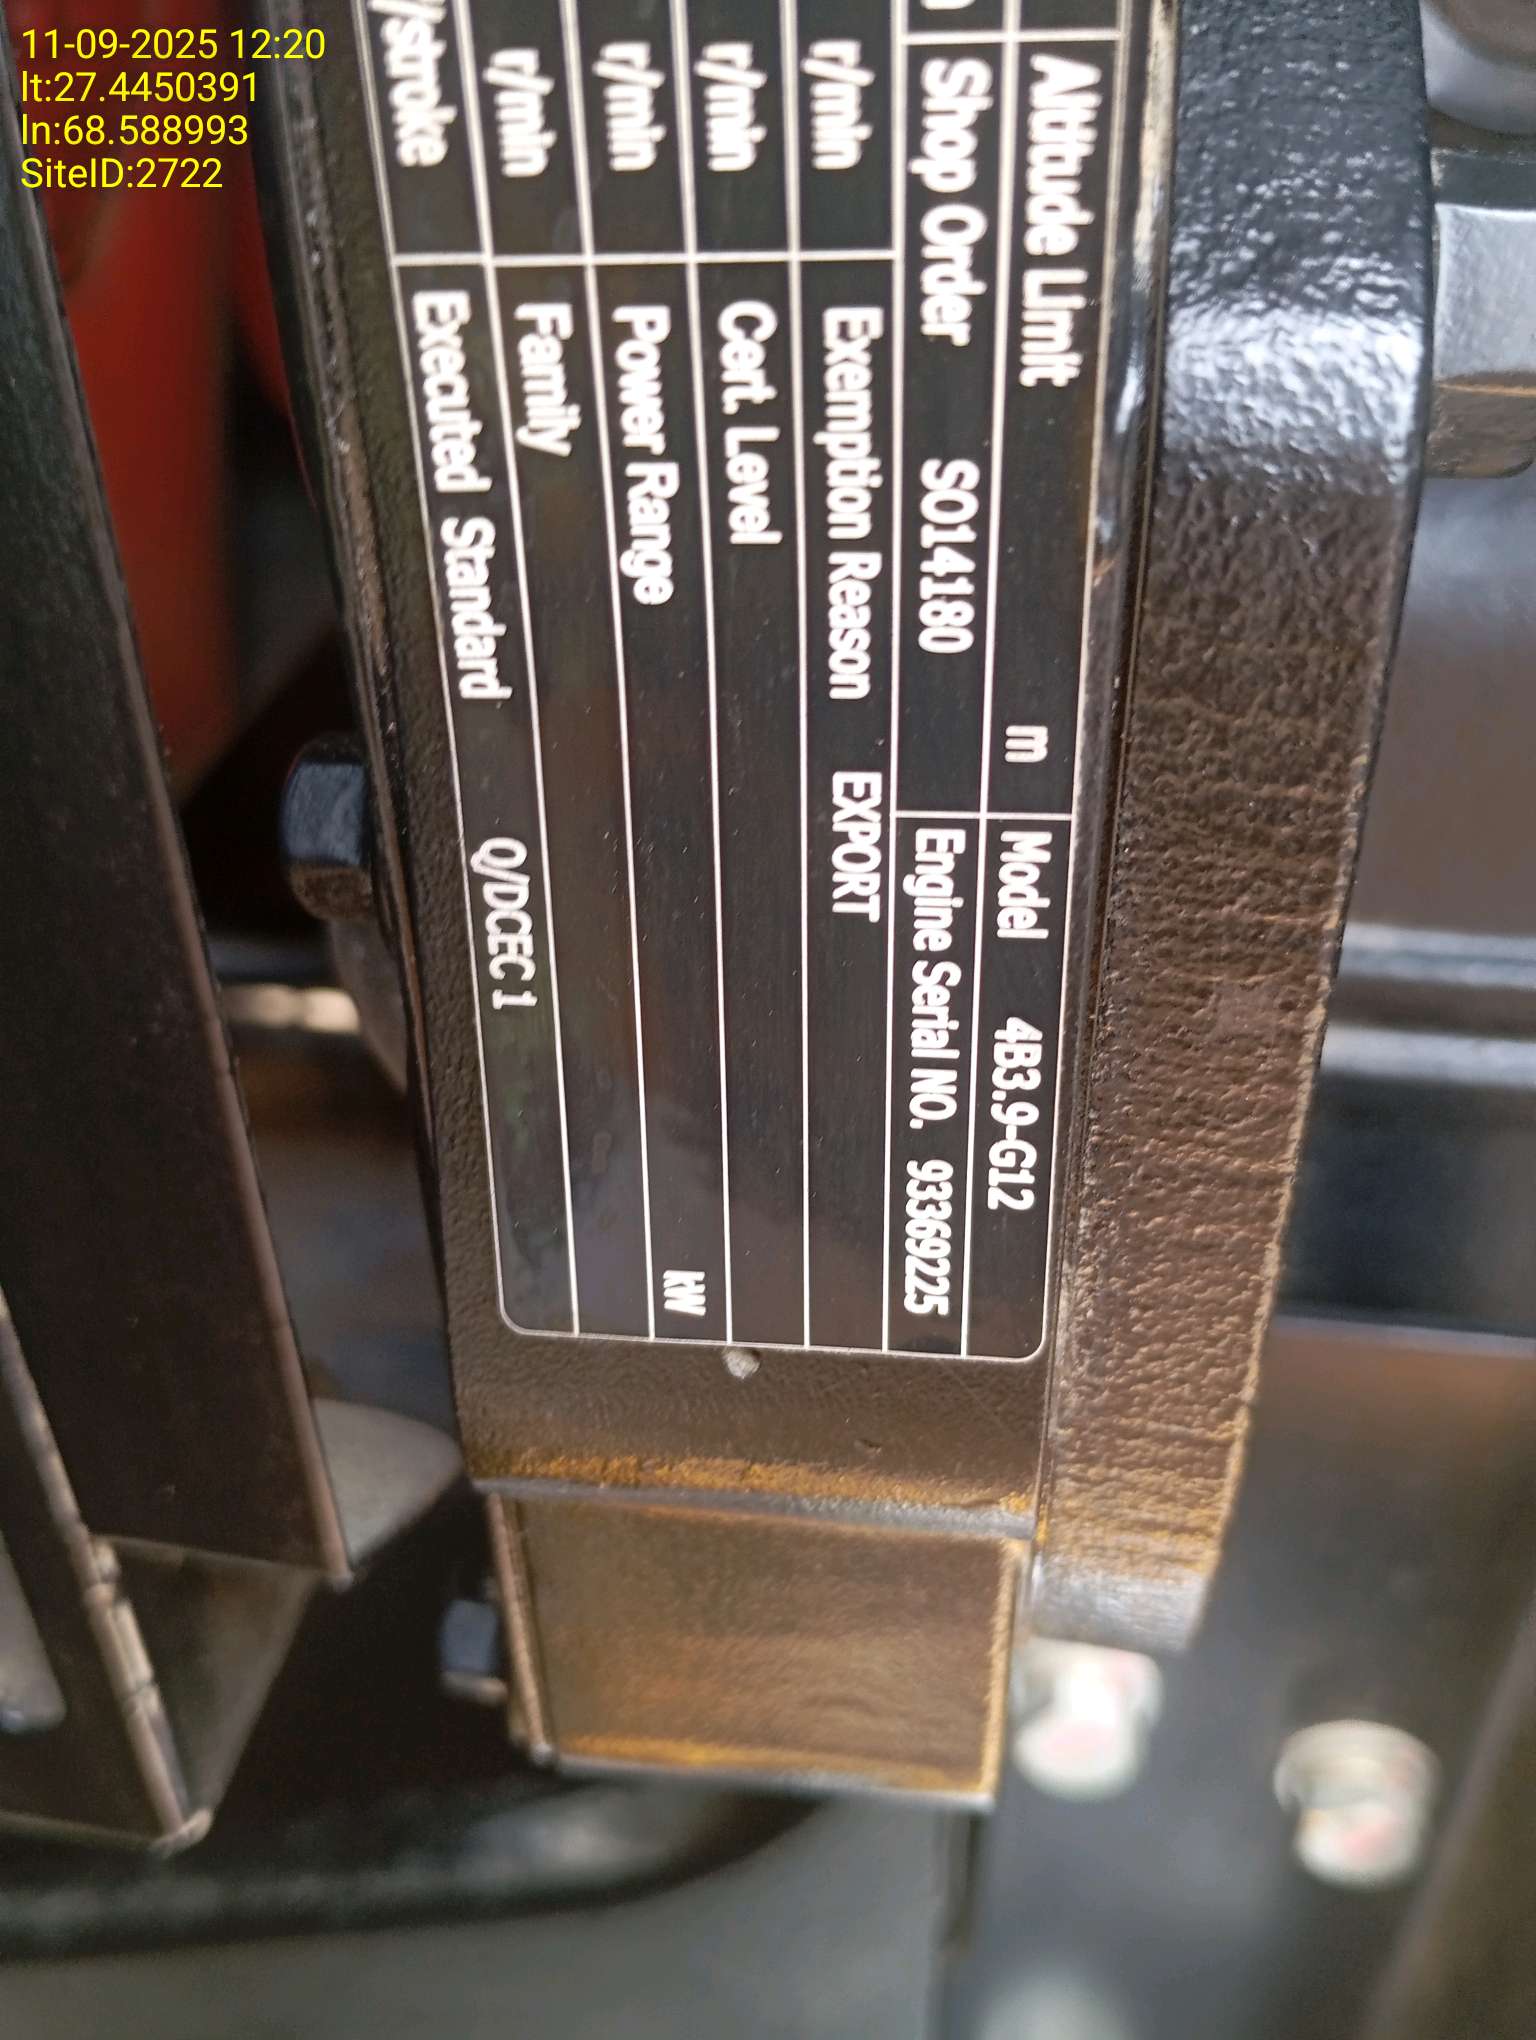 11-09-2025 12:20
lt:27.4450391
ln:68.588993
SiteID:2722
Altitude Limit m Model 4B3.9-G12
Shop Order SO14180 Engine Serial NO. 93369225
r/min Exemption Reason EXPORT
r/min Cert. Level
r/min Power Range kW
r/min Family
/stroke Executed Standard Q/DCEC 1